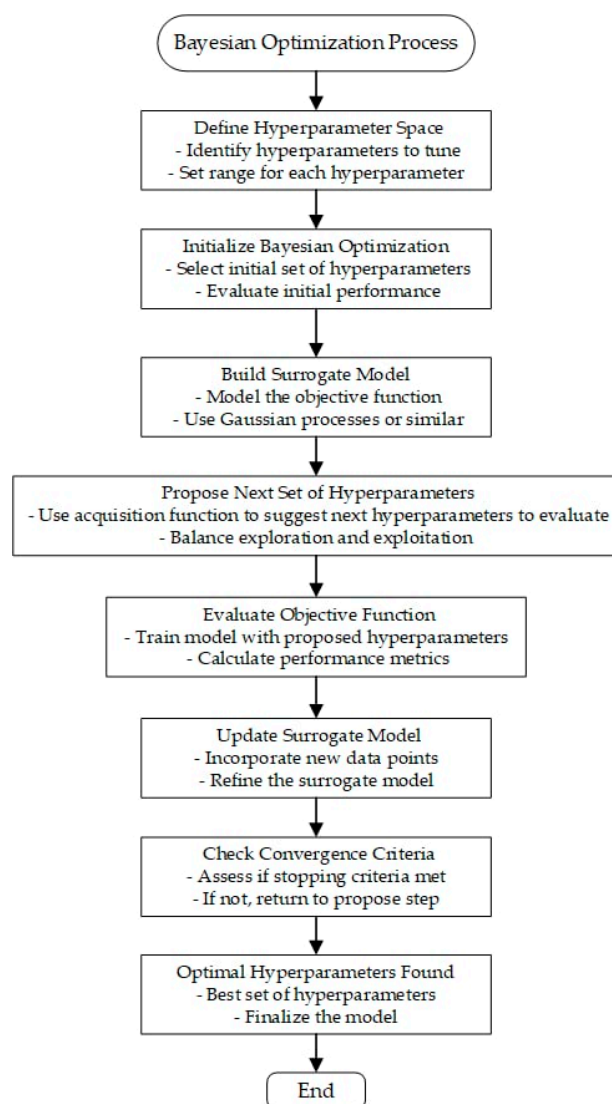 Bayesian Optimization Process
Define Hyperparameter Space
- Identify hyperparameters to tune
- Set range for each hyperparameter
Initialize Bayesian Optimization
- Select initial set of hyperparameters
- Evaluate initial performance
Build Surrogate Model
- Model the objective function
- Use Gaussian processes or similar
Propose Next Set of Hyperparameters
- Use acquisition function to suggest next hyperparameters to evaluate
- Balance exploration and exploitation
Evaluate Objective Function
- Train model with proposed hyperparameters
- Calculate performance metrics
Update Surrogate Model
- Incorporate new data points
- Refine the surrogate model
Check Convergence Criteria
- Assess if stopping criteria met
- If not, return to propose step
Optimal Hyperparameters Found
- Best set of hyperparameters
- Finalize the model
End